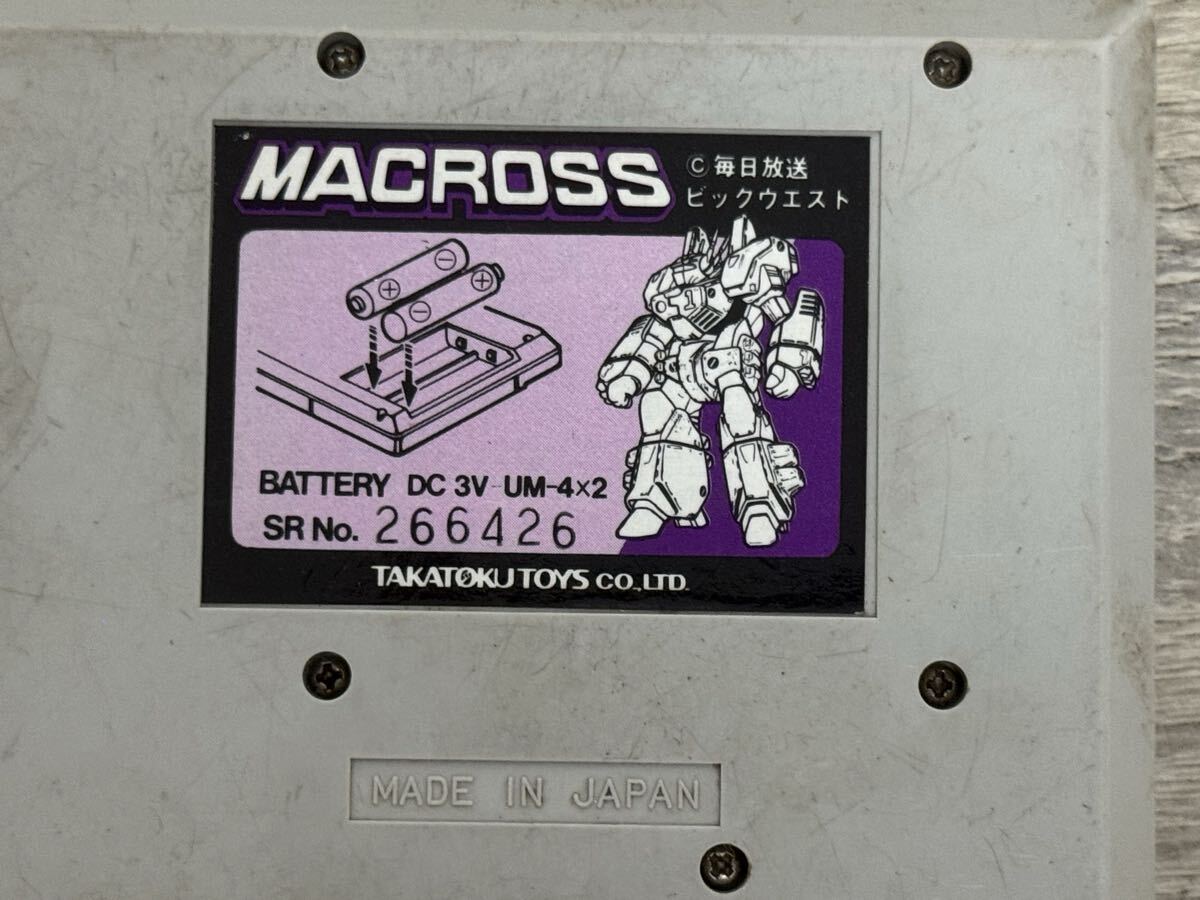 MACROSS
©毎日放送
ビックウエスト
BATTERY DC 3V UM-4×2
SR No. 266426
TAKATOKU TOYS CO.,LTD.
MADE IN JAPAN